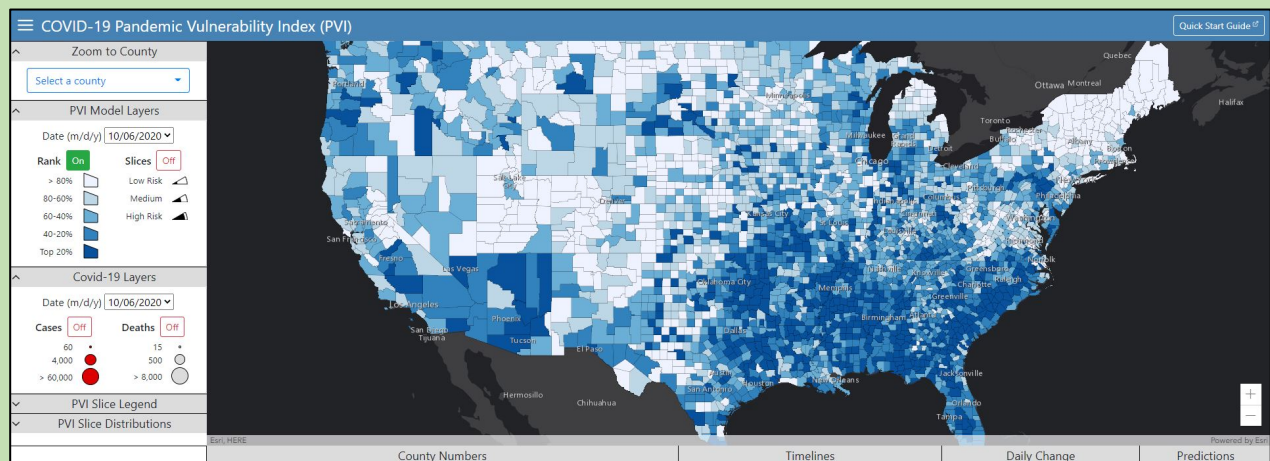 COVID-19 Pandemic Vulnerability Index (PVI)
Quick Start Guide
Zoom to County
Select a county
PVI Model Layers
Date (m/d/y) 10/06/2020
Rank On Slices Off
> 80% Low Risk
80-60% Medium
60-40% High Risk
40-20%
Top 20%
Covid-19 Layers
Date (m/d/y) 10/06/2020
Cases Off Deaths Off
60 15
4,000 500
> 60,000 > 8,000
PVI Slice Legend
PVI Slice Distributions
Quebec
Ottawa Montreal
Halifax
Toronto
Portland
Minneapolis
Milwaukee
Grand Rapids
Detroit
Albany
Boston
Chicago
Cleveland
Salt Lake City
Denver
Pittsburgh
Philadelphia
Sacramento
San Francisco
Kansas City
Richmond
Norfolk
Fresno
Las Vegas
Nashville
Knoxville
Greensboro
Raleigh
Oklahoma City
Memphis
Charlotte
Greenville
Los Angeles
Phoenix
Birmingham
Atlanta
San Diego
Tijuana
Tucson
Dallas
El Paso
Jacksonville
Austin
Houston
New Orleans
San Antonio
Hermosillo
Chihuahua
Orlando
Tampa
+
−
Esri, HERE
Powered by Esri
County Numbers
Timelines
Daily Change
Predictions